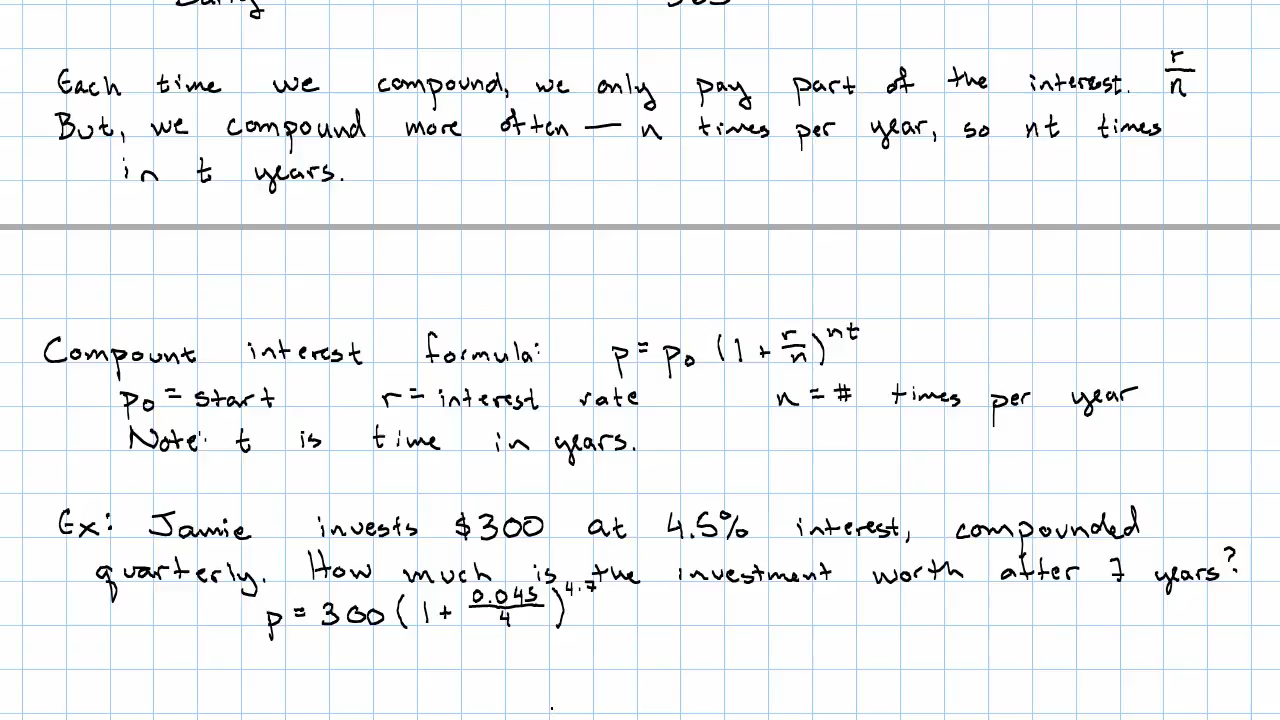 Each time we compound, we only pay part of the interest. r/n
But, we compound more often — n times per year, so nt times
in t years.
Compount interest formula: p = p₀ (1 + r/n)^nt
p₀ = start r = interest rate n = # times per year
Note: t is time in years.
Ex: Jamie invests $300 at 4.5% interest, compounded
quarterly. How much is the investment worth after 7 years?
p = 300 (1 + 0.045/4)^4·7